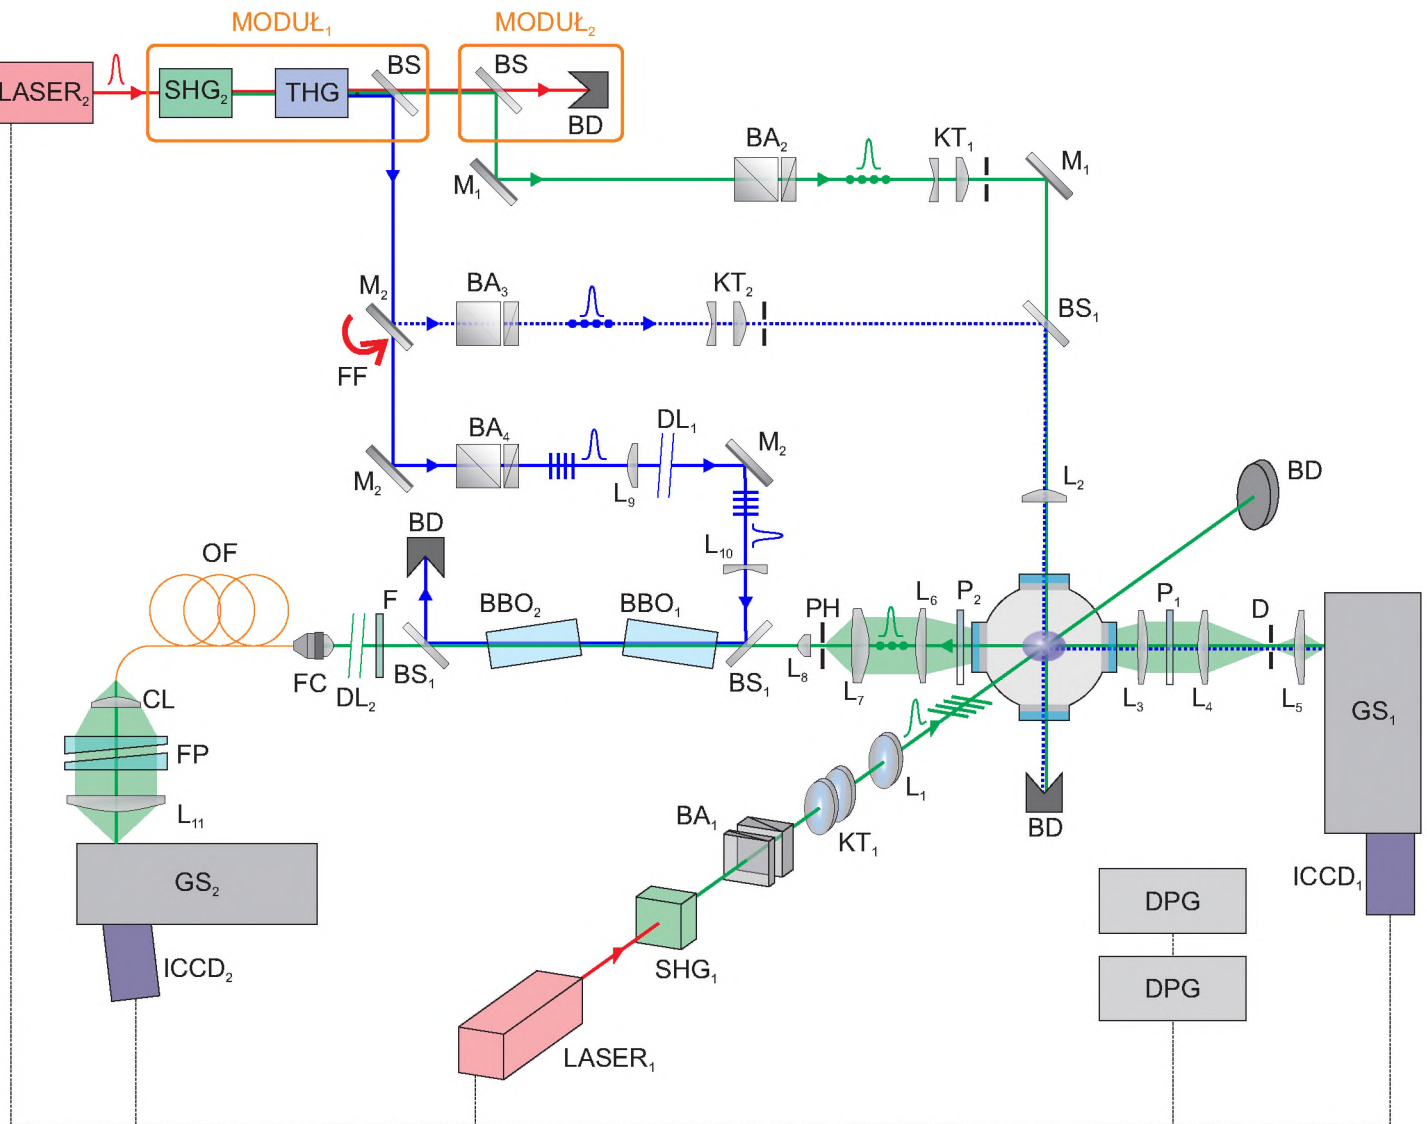 MODUŁ₁
MODUŁ₂
LASER₂
SHG₂
THG
BS
BS
BD
M₁
BA₂
KT₁
M₁
M₂
BA₃
KT₂
BS₁
FF
M₂
BA₄
L₉
DL₁
M₂
L₂
BD
OF
BD
L₁₀
F
BBO₂
BBO₁
PH
L₆
P₂
P₁
D
FC
DL₂
BS₁
BS₁
L₈
L₇
L₃
L₄
L₅
GS₁
CL
FP
L₁₁
L₁
KT₁
BA₁
BD
GS₂
ICCD₁
ICCD₂
SHG₁
DPG
DPG
LASER₁